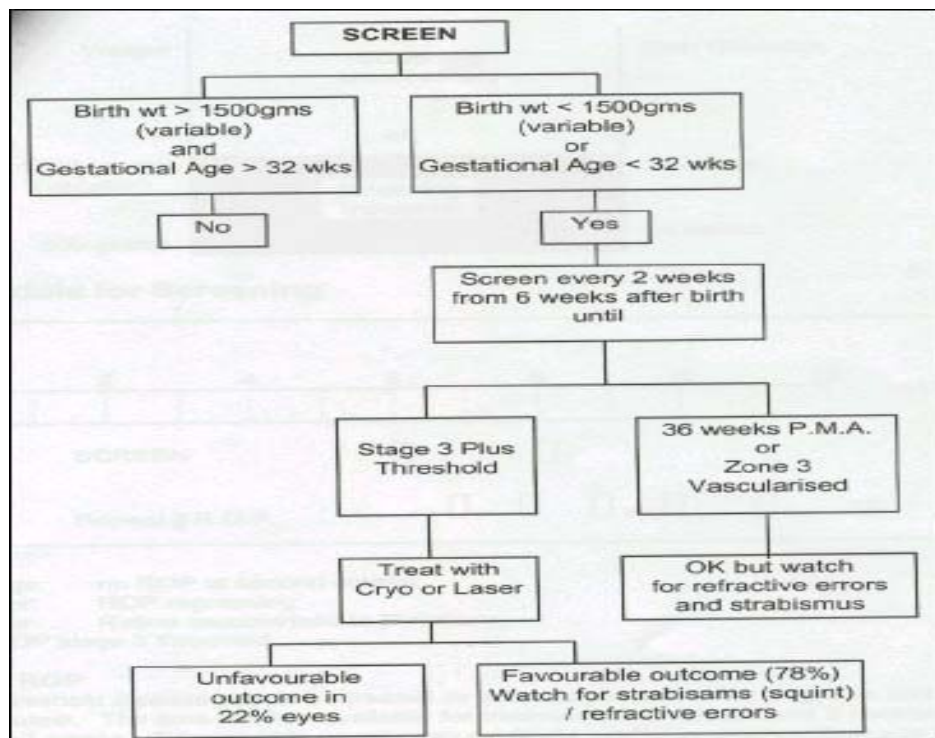 SCREEN
Birth wt > 1500gms
(variable)
and
Gestational Age > 32 wks
Birth wt < 1500gms
(variable)
or
Gestational Age < 32 wks
No
Yes
Screen every 2 weeks
from 6 weeks after birth
until
Stage 3 Plus
Threshold
36 weeks P.M.A.
or
Zone 3
Vascularised
Treat with
Cryo or Laser
OK but watch
for refractive errors
and strabismus
Unfavourable
outcome in
22% eyes
Favourable outcome (78%)
Watch for strabisams (squint)
/ refractive errors